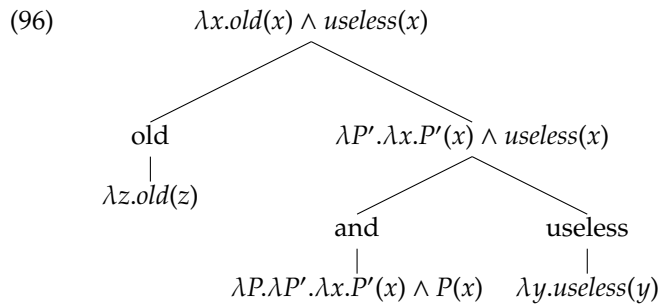 (96) λx.old(x) ∧ useless(x)
old λP′.λx.P′(x) ∧ useless(x)
λz.old(z)
and useless
λP.λP′.λx.P′(x) ∧ P(x) λy.useless(y)